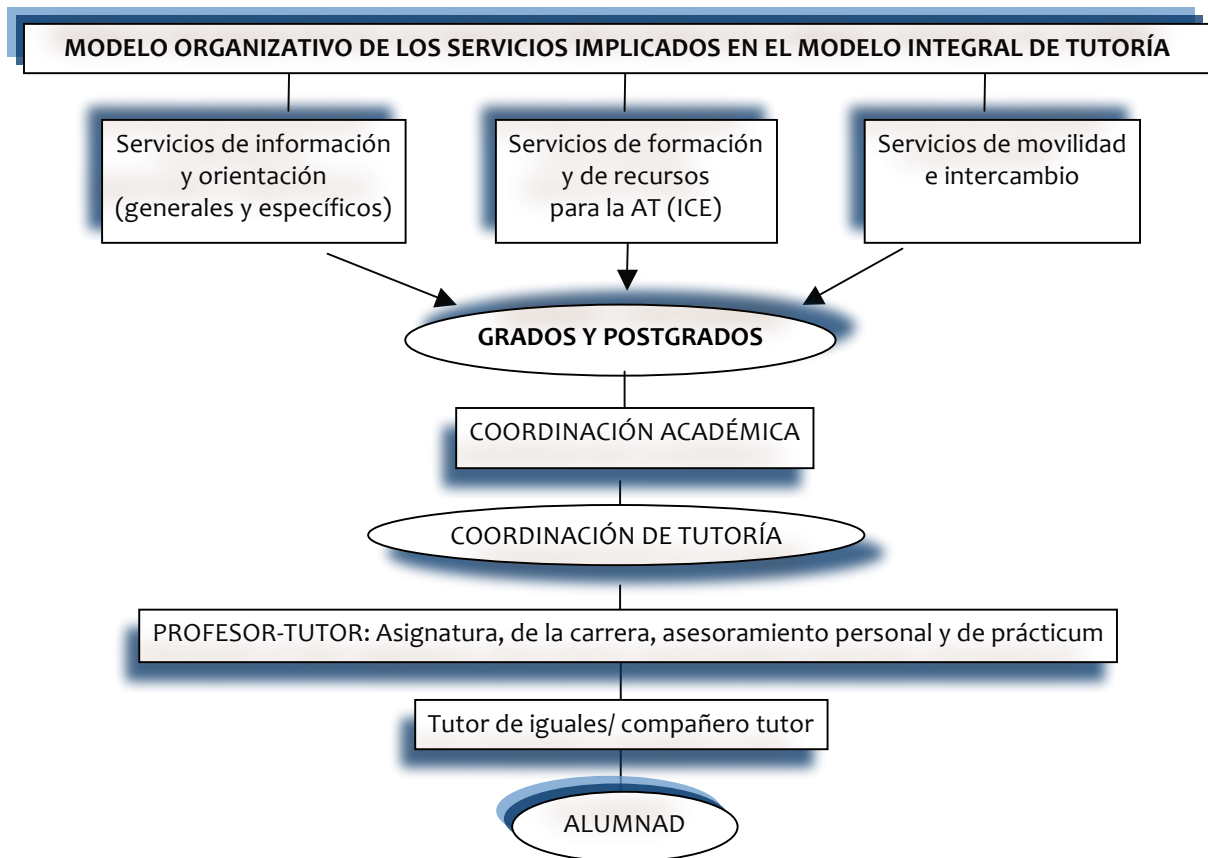 MODELO ORGANIZATIVO DE LOS SERVICIOS IMPLICADOS EN EL MODELO INTEGRAL DE TUTORÍA
Servicios de información
y orientación
(generales y específicos)
Servicios de formación
y de recursos
para la AT (ICE)
Servicios de movilidad
e intercambio
GRADOS Y POSTGRADOS
COORDINACIÓN ACADÉMICA
COORDINACIÓN DE TUTORÍA
PROFESOR-TUTOR: Asignatura, de la carrera, asesoramiento personal y de prácticum
Tutor de iguales/ compañero tutor
ALUMNAD